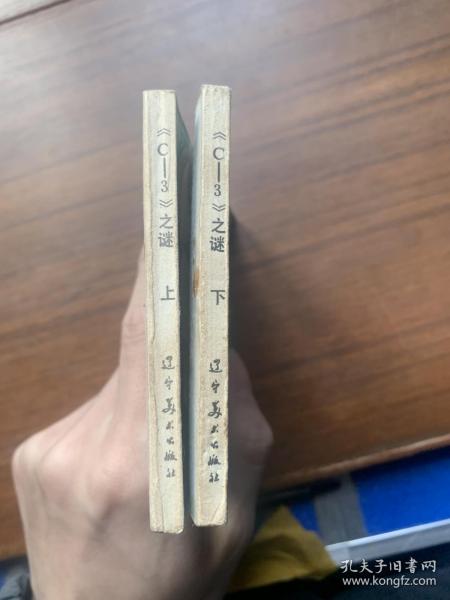 《C—3》之谜 上 辽宁美术出版社
《C—3》之谜 下 辽宁美术出版社
孔夫子旧书网
www.kongfz.com